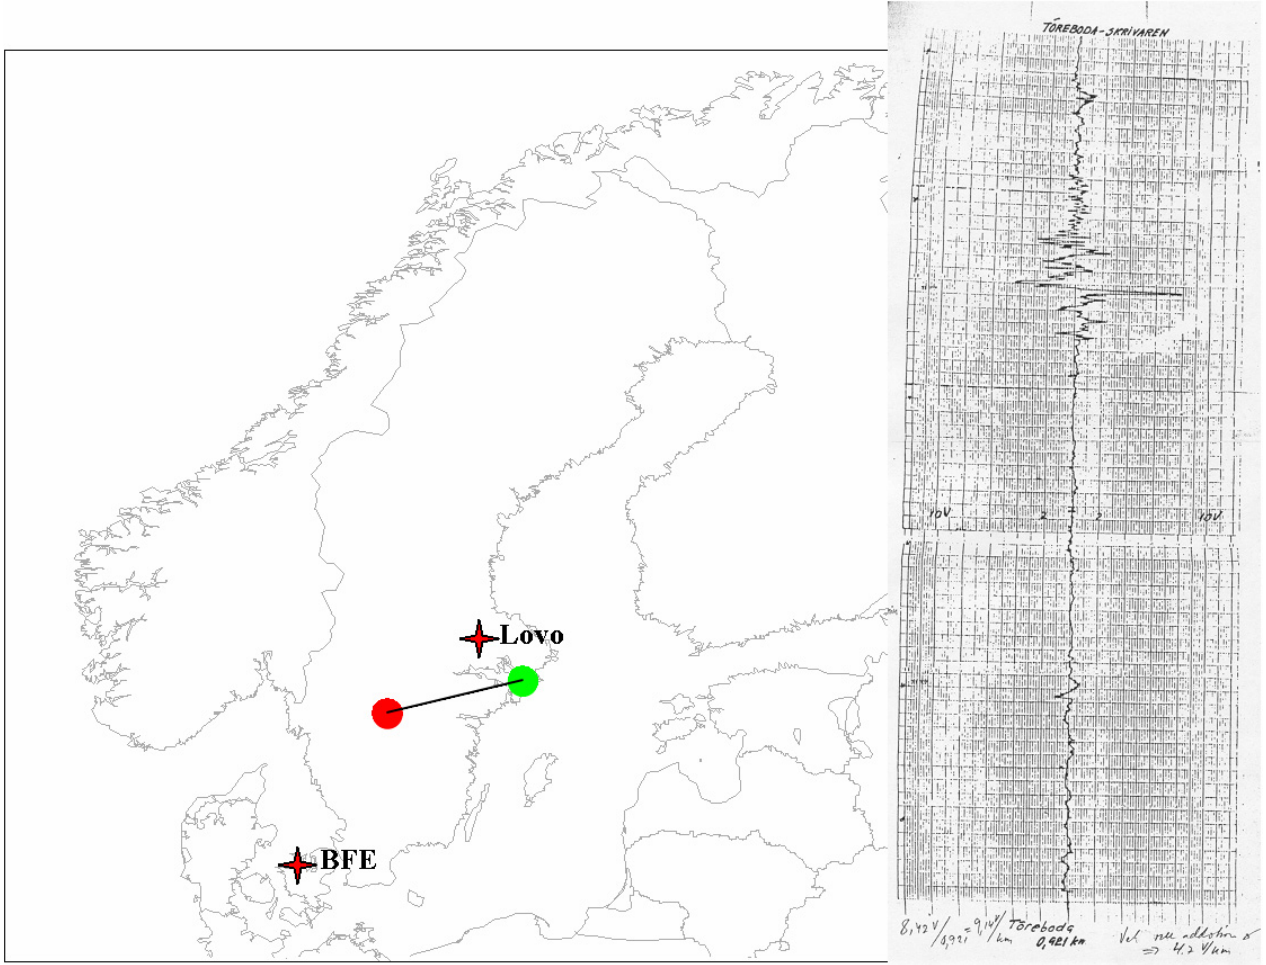 Lovo
BFE
TÖREBODA-SKRIVAREN
10V 2 2 10V
8,42 V/0,921 = 9,14 V/km
Töreboda
0,921 km
addition
=> 4.2 V/km